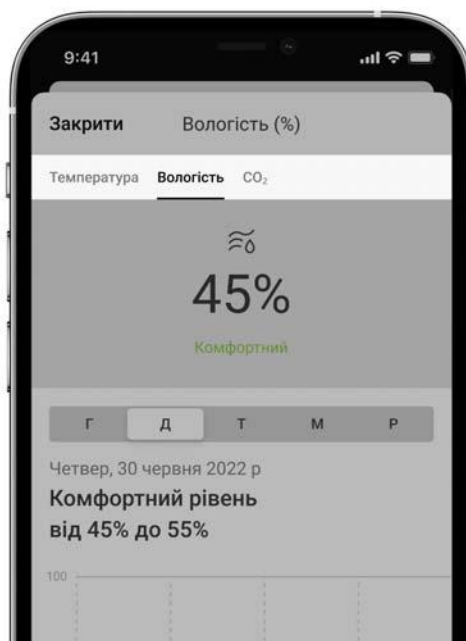 9:41
Закрити Вологість (%)
Температура Вологість CO₂
45%
Комфортний
Г Д Т М Р
Четвер, 30 червня 2022 р
Комфортний рівень
від 45% до 55%
100